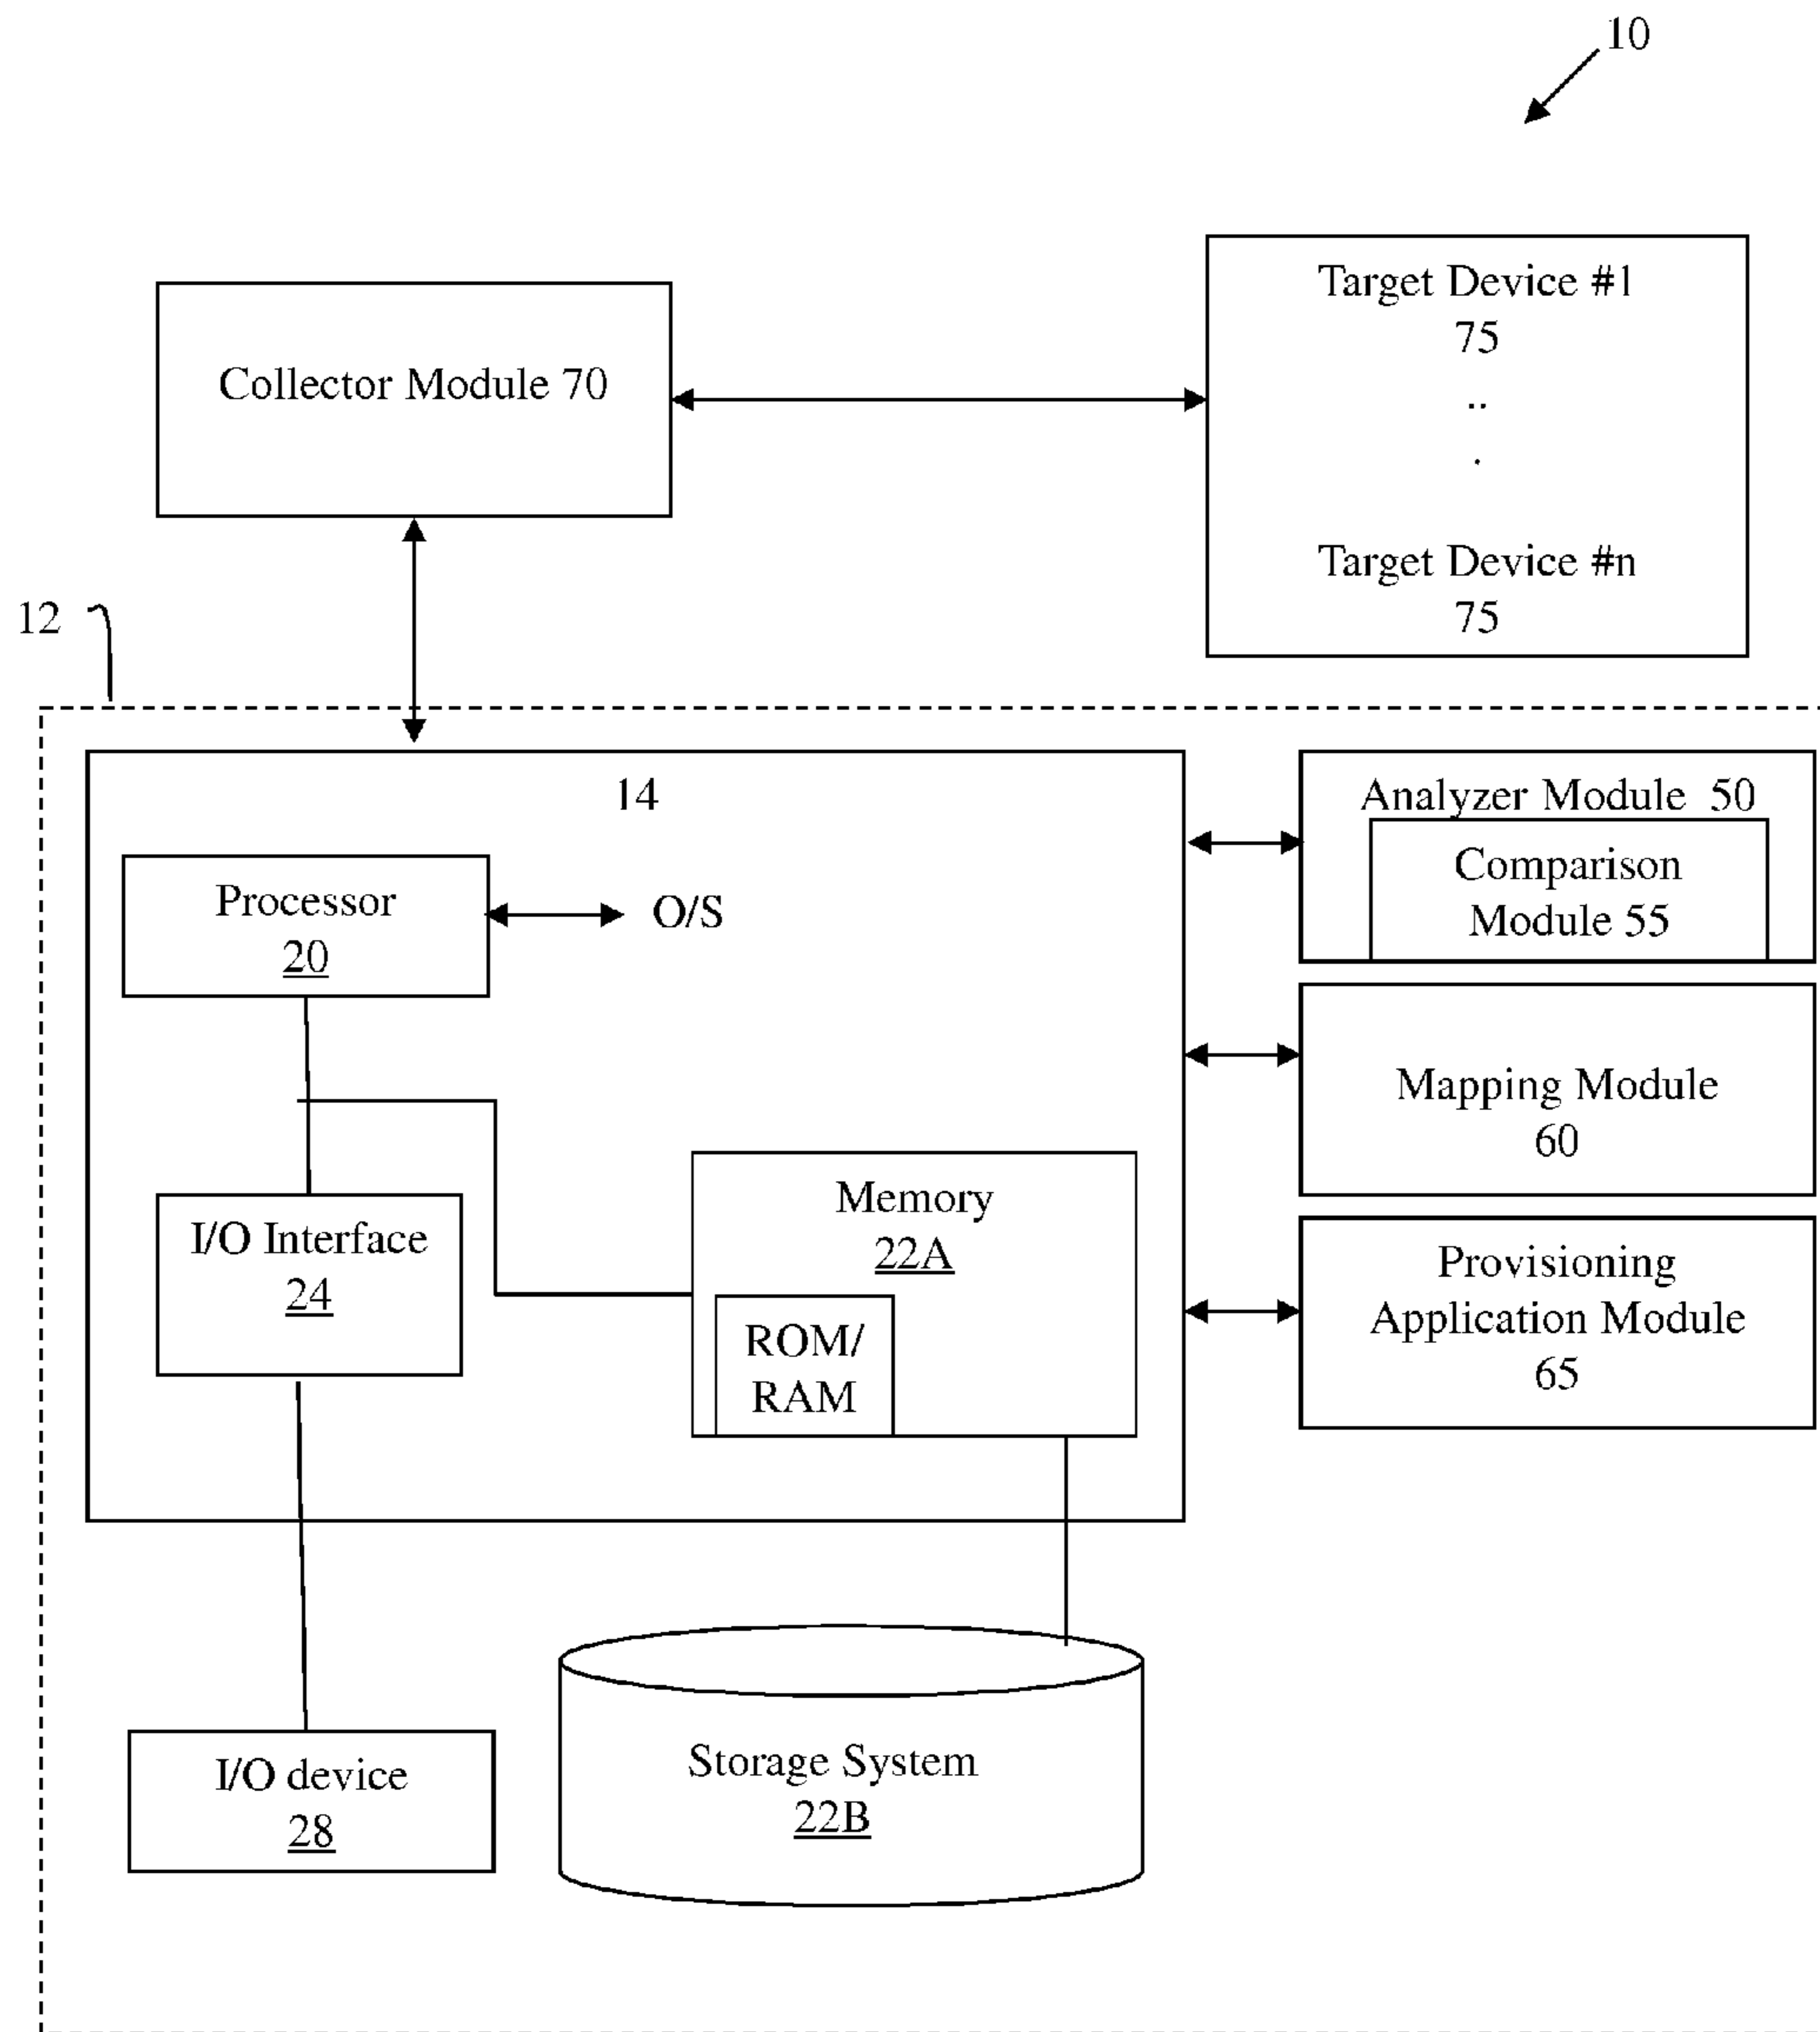 10
Target Device #1
75
..
.
Target Device #n
75
Collector Module 70
12
14
Analyzer Module 50
Comparison
Module 55
Processor
20
O/S
Mapping Module
60
I/O Interface
24
Memory
22A
ROM/
RAM
Provisioning
Application Module
65
I/O device
28
Storage System
22B